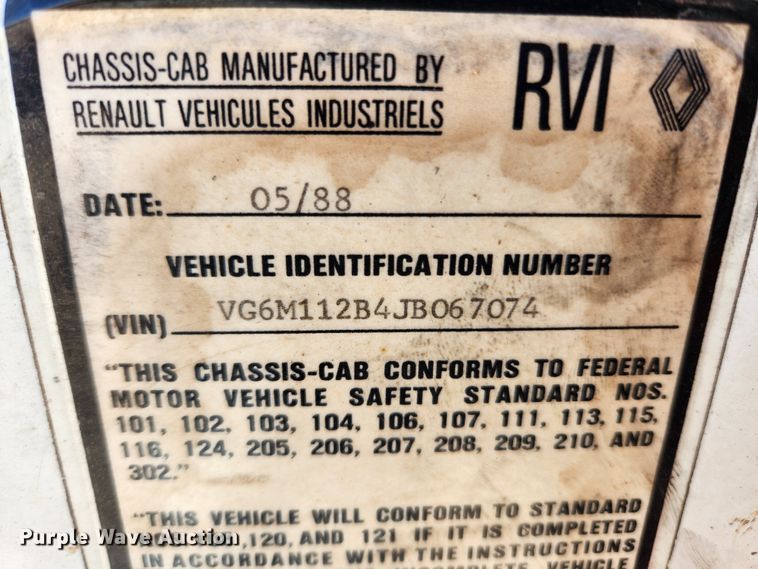 CHASSIS-CAB MANUFACTURED BY
RENAULT VEHICULES INDUSTRIELS
RVI
DATE: 05/88
VEHICLE IDENTIFICATION NUMBER
(VIN) VG6M112B4JB067074
"THIS CHASSIS-CAB CONFORMS TO FEDERAL
MOTOR VEHICLE SAFETY STANDARD NOS.
101, 102, 103, 104, 106, 107, 111, 113, 115,
116, 124, 205, 206, 207, 208, 209, 210, AND
302."
"THIS VEHICLE WILL CONFORM TO STANDARD
,120, AND 121 IF IT IS COMPLETED
IN ACCORDANCE WITH THE INSTRUCTIONS
INCOMPLETE VEHICLE
Purple Wave Auction